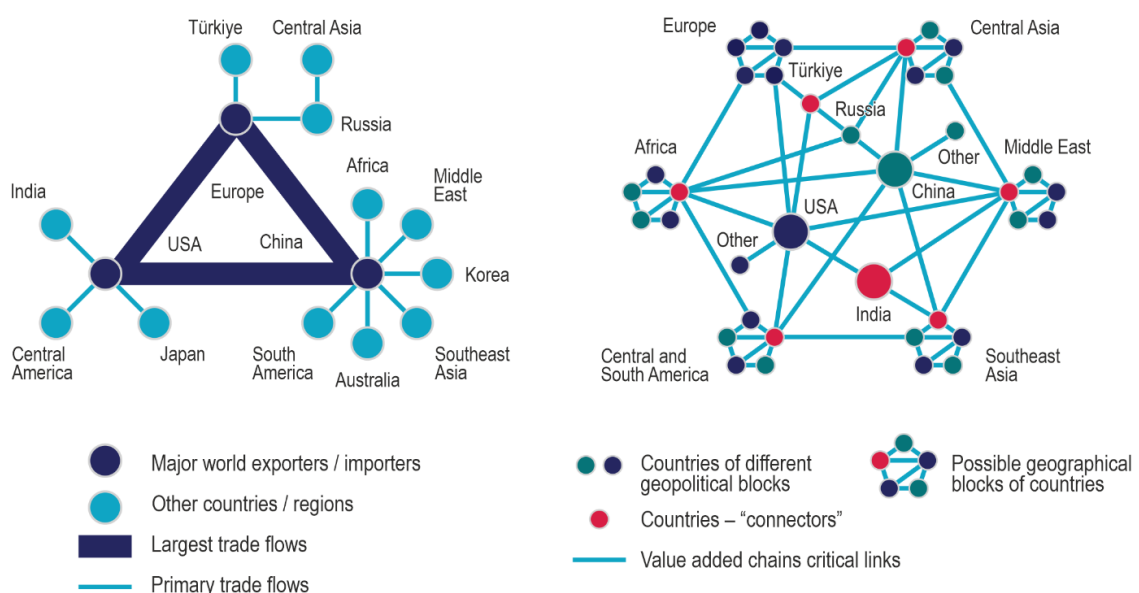 Türkiye
Central Asia
Russia
Africa
Middle
East
India
Europe
USA
China
Korea
Central
America
Japan
South
America
Australia
Southeast
Asia
Major world exporters / importers
Other countries / regions
Largest trade flows
Primary trade flows
Europe
Central Asia
Türkiye
Russia
Africa
Other
Middle East
China
USA
Other
India
Central and
South America
Southeast
Asia
Countries of different
geopolitical blocks
Possible geographical
blocks of countries
Countries – “connectors”
Value added chains critical links